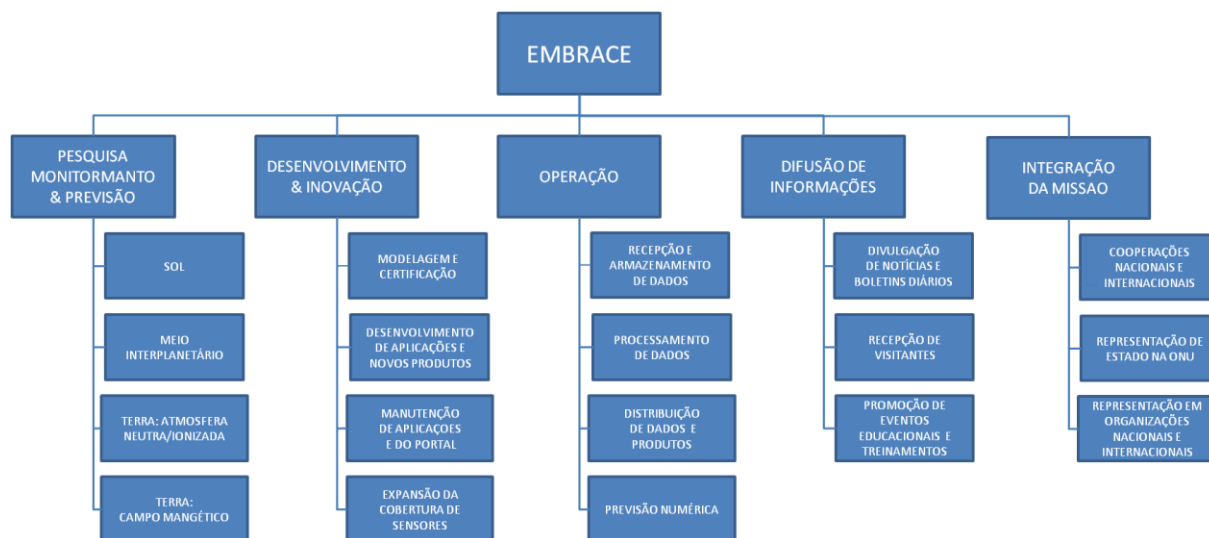 EMBRACE
PESQUISA
MONITORMANTO
& PREVISÃO
SOL
MEIO
INTERPLANETÁRIO
TERRA: ATMOSFERA
NEUTRA/IONIZADA
TERRA:
CAMPO MANGÉTICO
DESENVOLVIMENTO
& INOVAÇÃO
MODELAGEM E
CERTIFICAÇÃO
DESENVOLVIMENTO
DE APLICAÇÕES E
NOVOS PRODUTOS
MANUTENÇÃO
DE APLICAÇOES
E DO PORTAL
EXPANSÃO DA
COBERTURA DE
SENSORES
OPERAÇÃO
RECEPÇÃO E
ARMAZENAMENTO
DE DADOS
PROCESSAMENTO
DE DADOS
DISTRIBUIÇÃO
DE DADOS E
PRODUTOS
PREVISÃO NUMÉRICA
DIFUSÃO DE
INFORMAÇÕES
DIVULGAÇÃO
DE NOTÍCIAS E
BOLETINS DIÁRIOS
RECEPÇÃO DE
VISITANTES
PROMOÇÃO DE
EVENTOS
EDUCACIONAIS E
TREINAMENTOS
INTEGRAÇÃO
DA MISSAO
COOPERAÇÕES
NACIONAIS E
INTERNACIONAIS
REPRESENTAÇÃO DE
ESTADO NA ONU
REPRESENTAÇÃO EM
ORGANIZAÇÕES
NACIONAIS E
INTERNACIONAIS